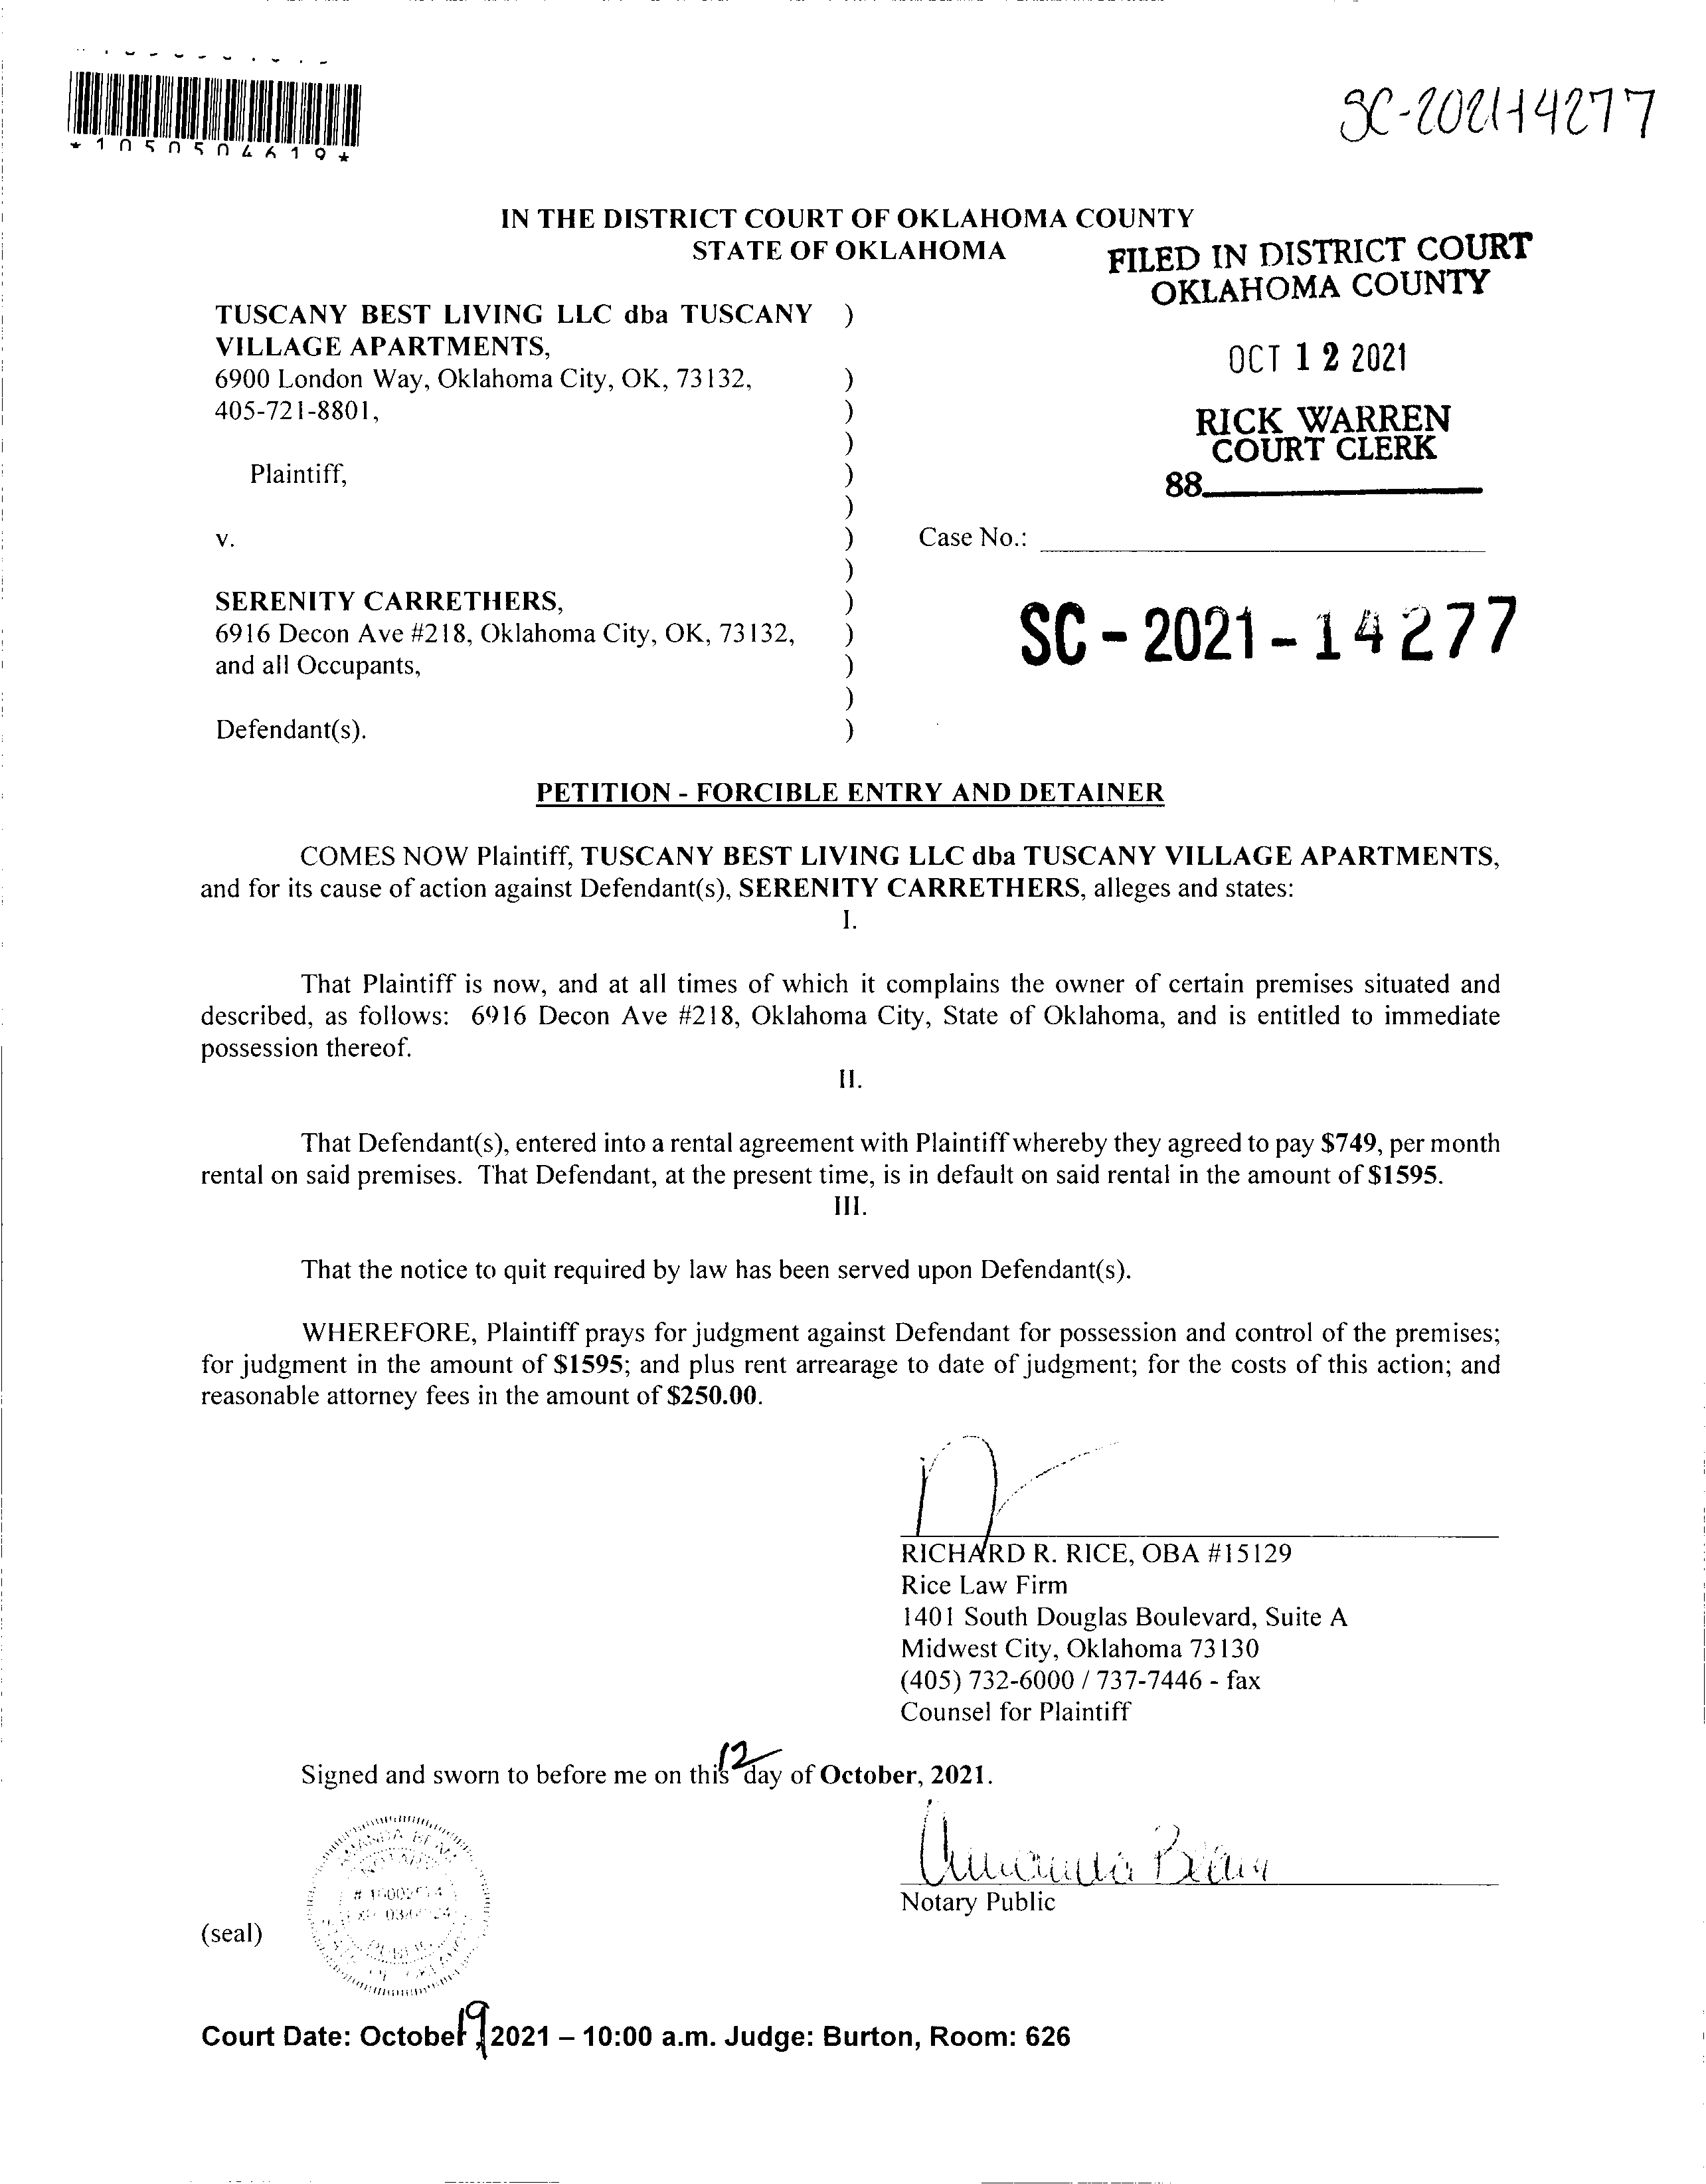 *1050504619*
SC-2021-14277
IN THE DISTRICT COURT OF OKLAHOMA COUNTY
STATE OF OKLAHOMA
FILED IN DISTRICT COURT
OKLAHOMA COUNTY
OCT 12 2021
RICK WARREN
COURT CLERK
88
TUSCANY BEST LIVING LLC dba TUSCANY )
VILLAGE APARTMENTS,
6900 London Way, Oklahoma City, OK, 73132, )
405-721-8801, )
)
Plaintiff, )
)
v. ) Case No.:
)
SERENITY CARRETHERS, )
6916 Decon Ave #218, Oklahoma City, OK, 73132, )
and all Occupants, )
)
Defendant(s). )
SC-2021-14277
PETITION - FORCIBLE ENTRY AND DETAINER
COMES NOW Plaintiff, TUSCANY BEST LIVING LLC dba TUSCANY VILLAGE APARTMENTS,
and for its cause of action against Defendant(s), SERENITY CARRETHERS, alleges and states:
I.
That Plaintiff is now, and at all times of which it complains the owner of certain premises situated and
described, as follows: 6916 Decon Ave #218, Oklahoma City, State of Oklahoma, and is entitled to immediate
possession thereof.
II.
That Defendant(s), entered into a rental agreement with Plaintiff whereby they agreed to pay $749, per month
rental on said premises. That Defendant, at the present time, is in default on said rental in the amount of $1595.
III.
That the notice to quit required by law has been served upon Defendant(s).
WHEREFORE, Plaintiff prays for judgment against Defendant for possession and control of the premises;
for judgment in the amount of $1595; and plus rent arrearage to date of judgment; for the costs of this action; and
reasonable attorney fees in the amount of $250.00.
RICHARD R. RICE, OBA #15129
Rice Law Firm
1401 South Douglas Boulevard, Suite A
Midwest City, Oklahoma 73130
(405) 732-6000 / 737-7446 - fax
Counsel for Plaintiff
Signed and sworn to before me on this 12 day of October, 2021.
Amanda Beam
Notary Public
(seal)
Court Date: October 19, 2021 – 10:00 a.m. Judge: Burton, Room: 626